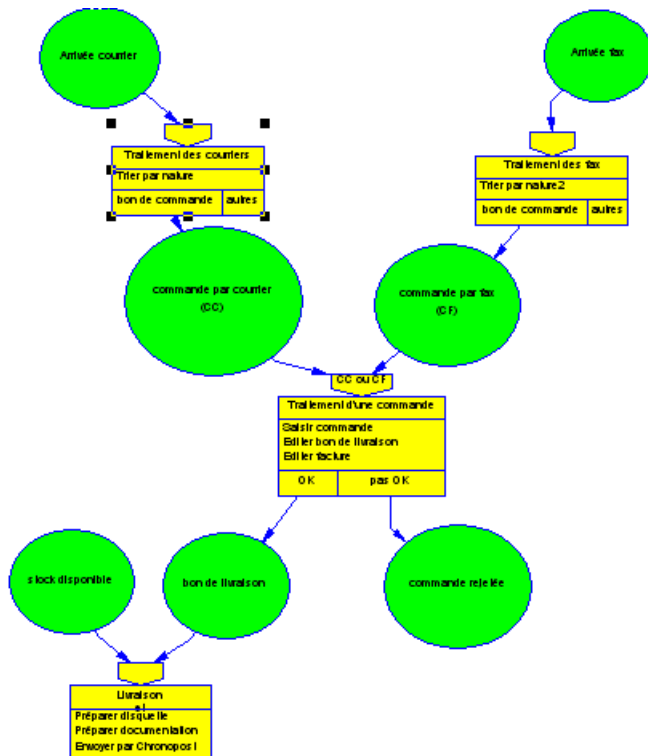 Arrivée courrier
Arrivée fax
Traitement des courriers
Trier par nature
bon de commande autres
Traitement des fax
Trier par nature2
bon de commande autres
commande par courrier
(CC)
commande par fax
(CF)
CC ou CF
Traitement d'une commande
Saisir commande
Editer bon de livraison
Editer facture
OK pas OK
stock disponible
bon de livraison
commande rejetée
Livraison
et
Préparer disquette
Préparer documentation
Envoyer par Chronopost